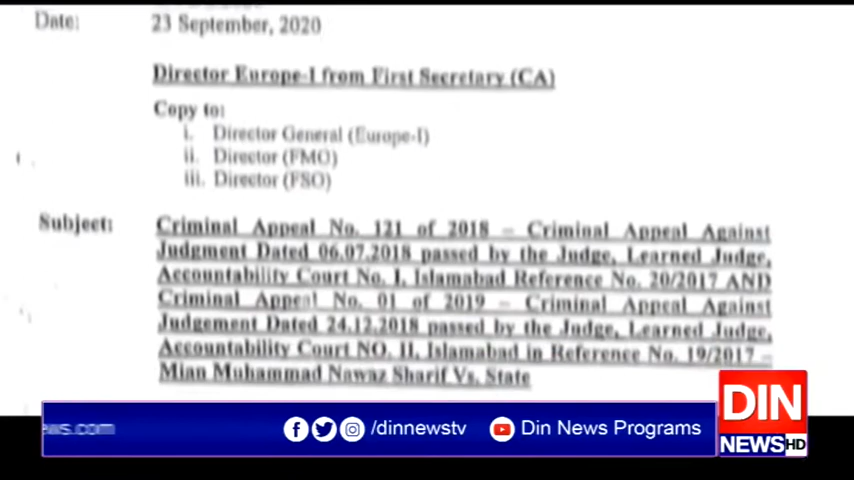 Date: 23 September, 2020
Director Europe-I from First Secretary (CA)
Copy to:
i. Director General (Europe-I)
ii. Director (FMO)
iii. Director (FSO)
Subject: Criminal Appeal No. 121 of 2018 – Criminal Appeal Against
Judgment Dated 06.07.2018 passed by the Judge, Learned Judge,
Accountability Court No. I, Islamabad Reference No. 20/2017 AND
Criminal Appeal No. 01 of 2019 – Criminal Appeal Against
Judgement Dated 24.12.2018 passed by the Judge, Learned Judge,
Accountability Court NO. II, Islamabad in Reference No. 19/2017 –
Mian Muhammad Nawaz Sharif Vs. State
ews.com
/dinnewstv
Din News Programs
DIN
NEWS HD